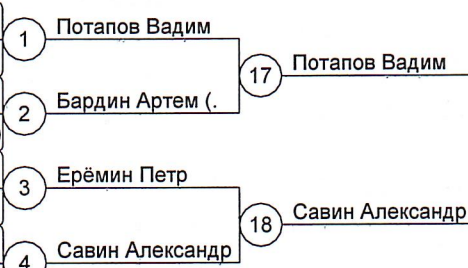 1 Потапов Вадим
17 Потапов Вадим
2 Бардин Артем (.
3 Ерёмин Петр
18 Савин Александр
4 Савин Александр